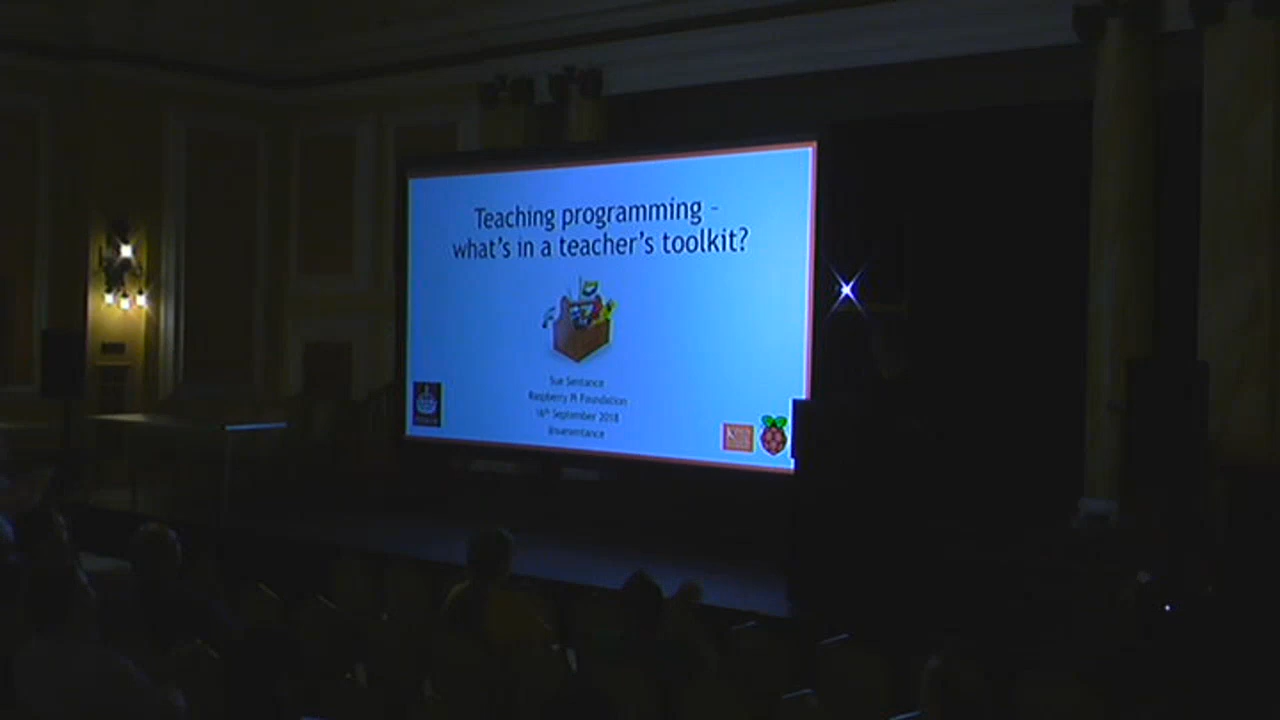 Teaching programming –
what's in a teacher's toolkit?
Sue Sentance
Raspberry Pi Foundation
16th September 2018
@suesentance